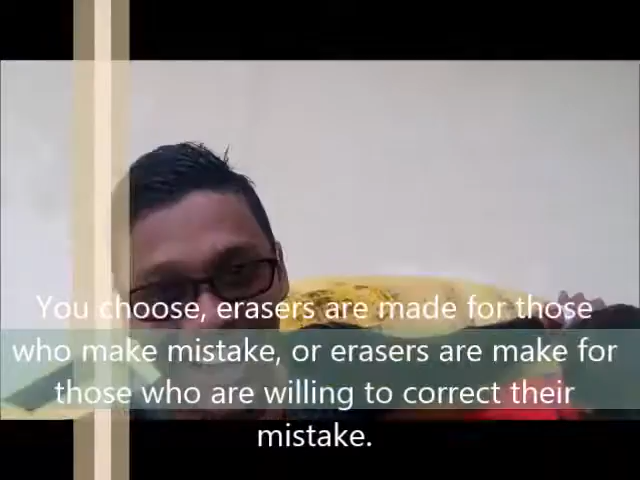 You choose, erasers are made for those
who make mistake, or erasers are make for
those who are willing to correct their
mistake.